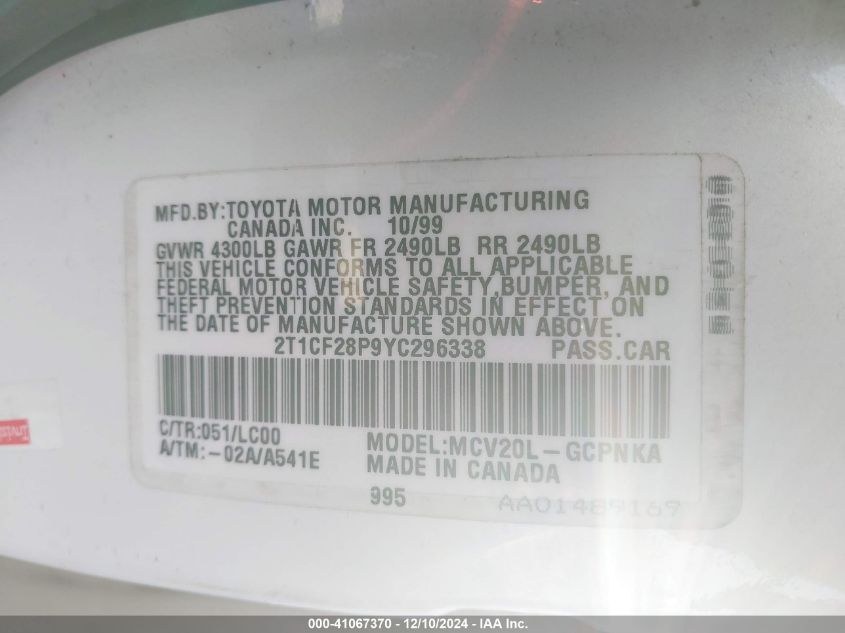 MFD.BY:TOYOTA MOTOR MANUFACTURING
CANADA INC. 10/99
GVWR 4300LB GAWR FR 2490LB RR 2490LB
THIS VEHICLE CONFORMS TO ALL APPLICABLE
FEDERAL MOTOR VEHICLE SAFETY,BUMPER, AND
THEFT PREVENTION STANDARDS IN EFFECT ON
THE DATE OF MANUFACTURE SHOWN ABOVE.
2T1CF28P9YC296338 PASS.CAR
C/TR:051/LC00
A/TM:-02A/A541E
MODEL:MCV20L-GCPNKA
MADE IN CANADA
995
AA01489169
000-41067370 - 12/10/2024 - IAA Inc.